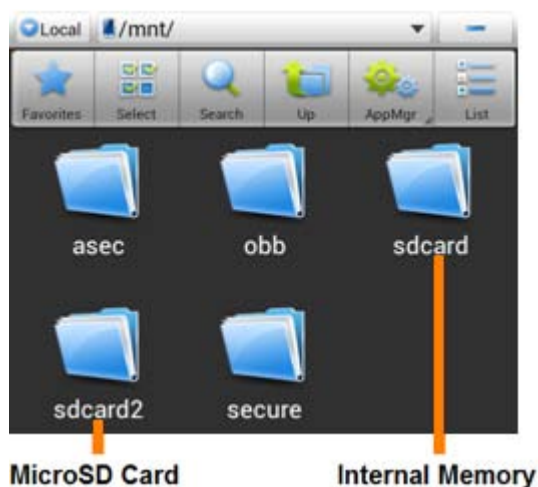 Local /mnt/
Favorites Select Search Up AppMgr List
asec obb sdcard
sdcard2 secure
MicroSD Card Internal Memory